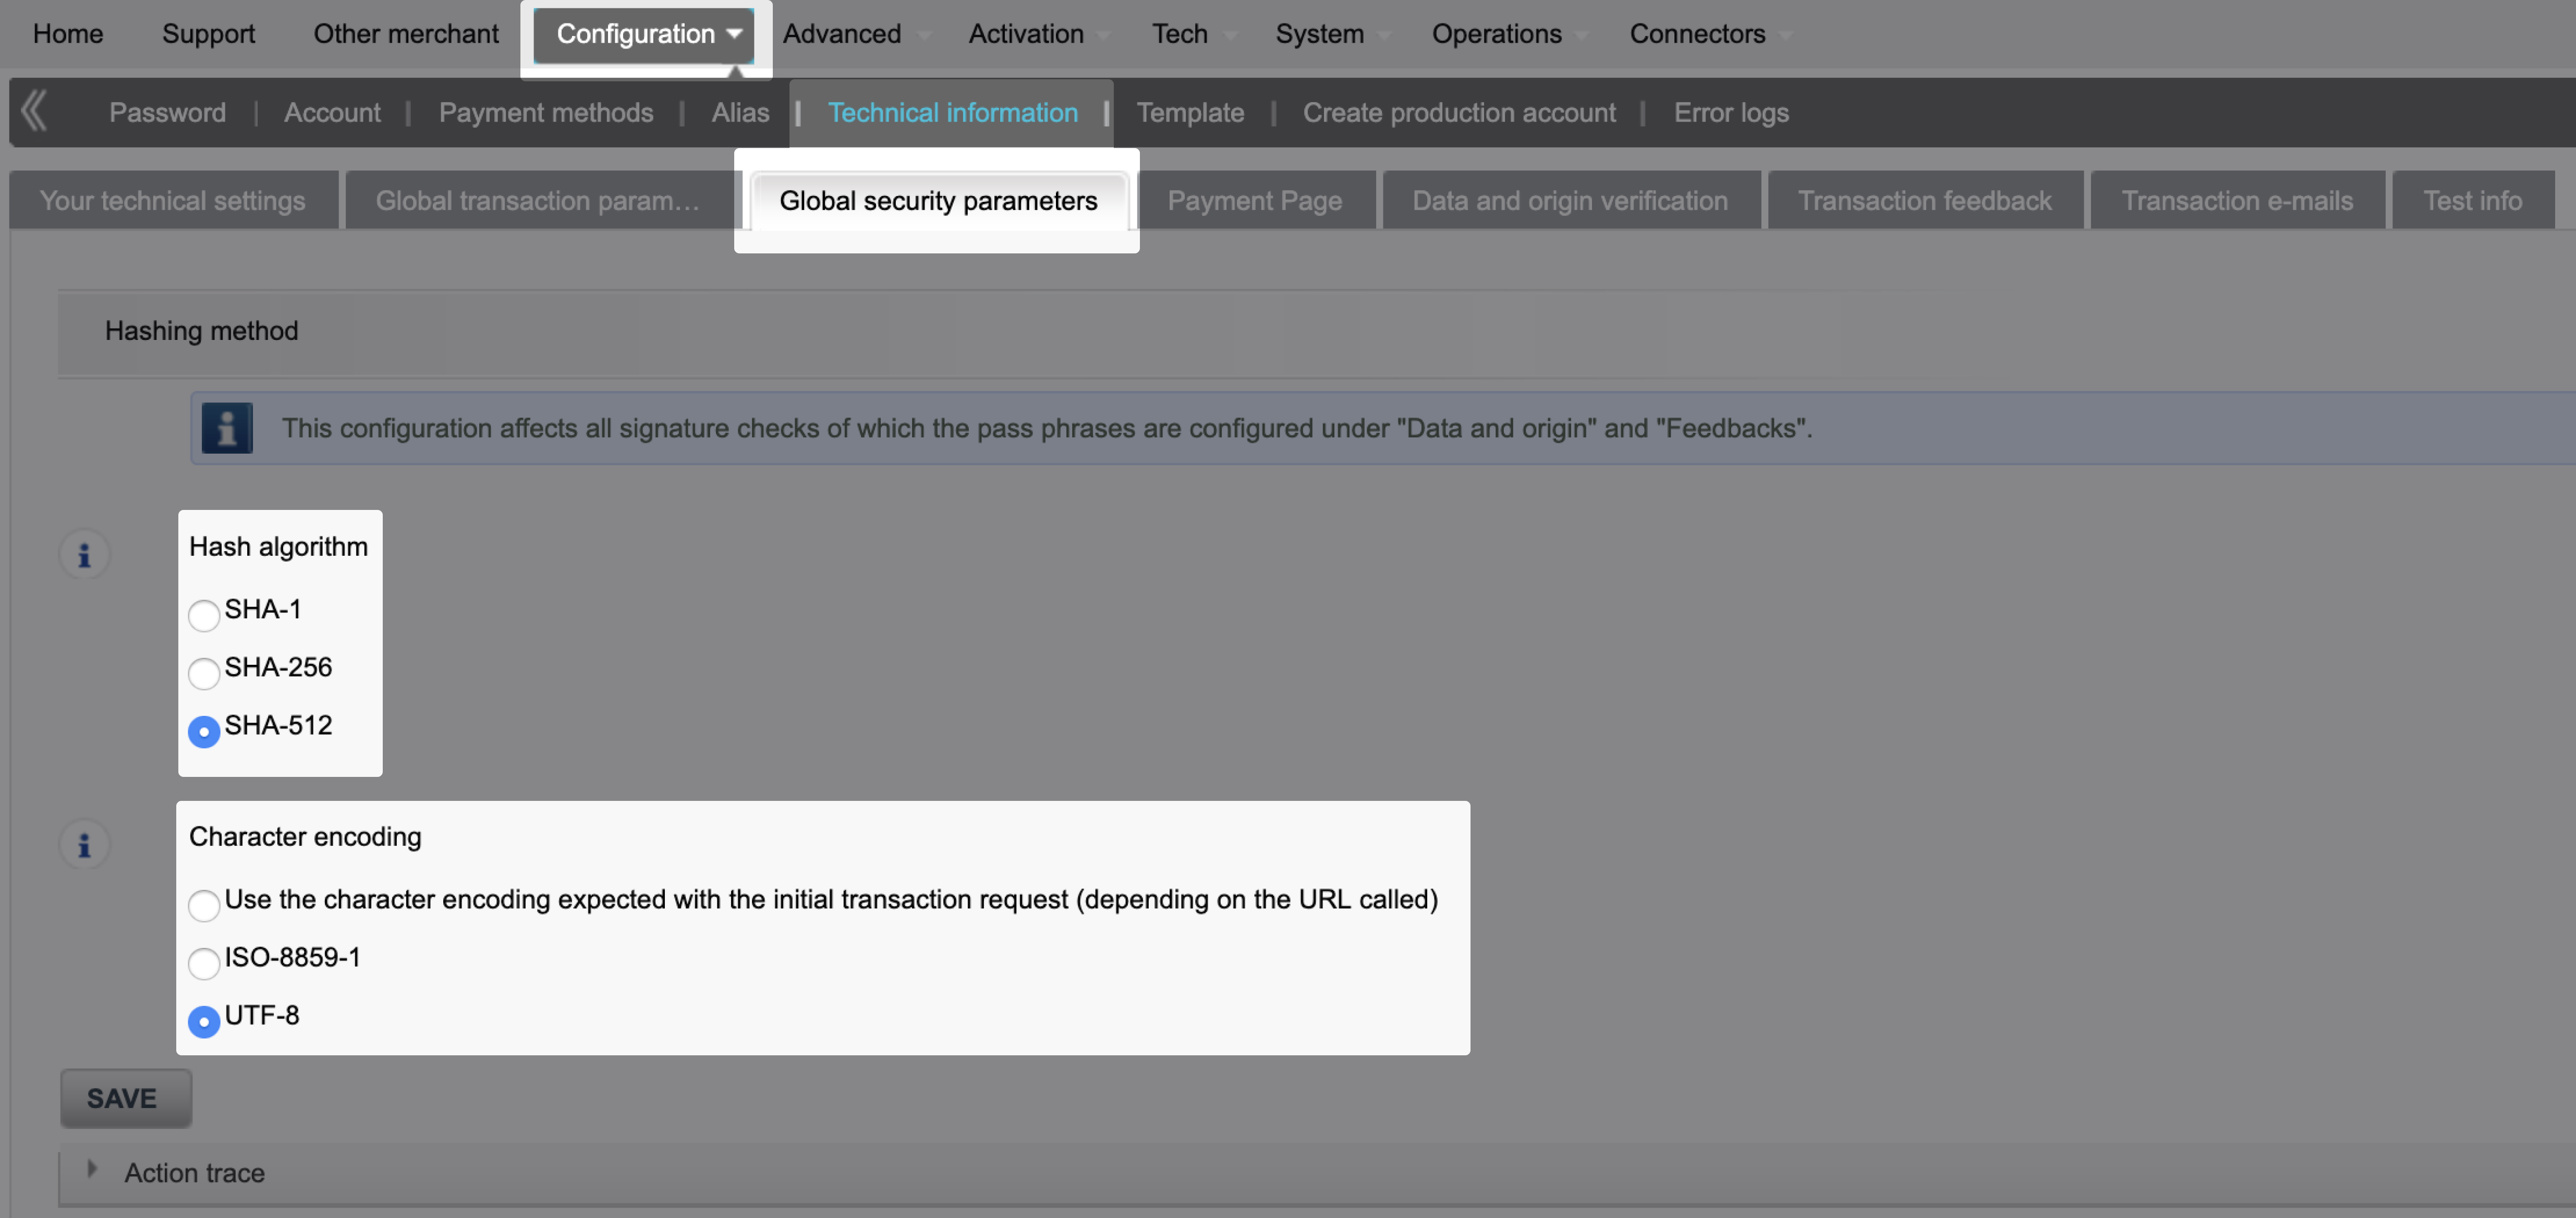 Home Support Other merchant Configuration Advanced Activation Tech System Operations Connectors
Password | Account | Payment methods | Alias | Technical information | Template | Create production account | Error logs
Your technical settings Global transaction param... Global security parameters Payment Page Data and origin verification Transaction feedback Transaction e-mails Test info
Hashing method
This configuration affects all signature checks of which the pass phrases are configured under "Data and origin" and "Feedbacks".
Hash algorithm
SHA-1
SHA-256
SHA-512
Character encoding
Use the character encoding expected with the initial transaction request (depending on the URL called)
ISO-8859-1
UTF-8
SAVE
Action trace